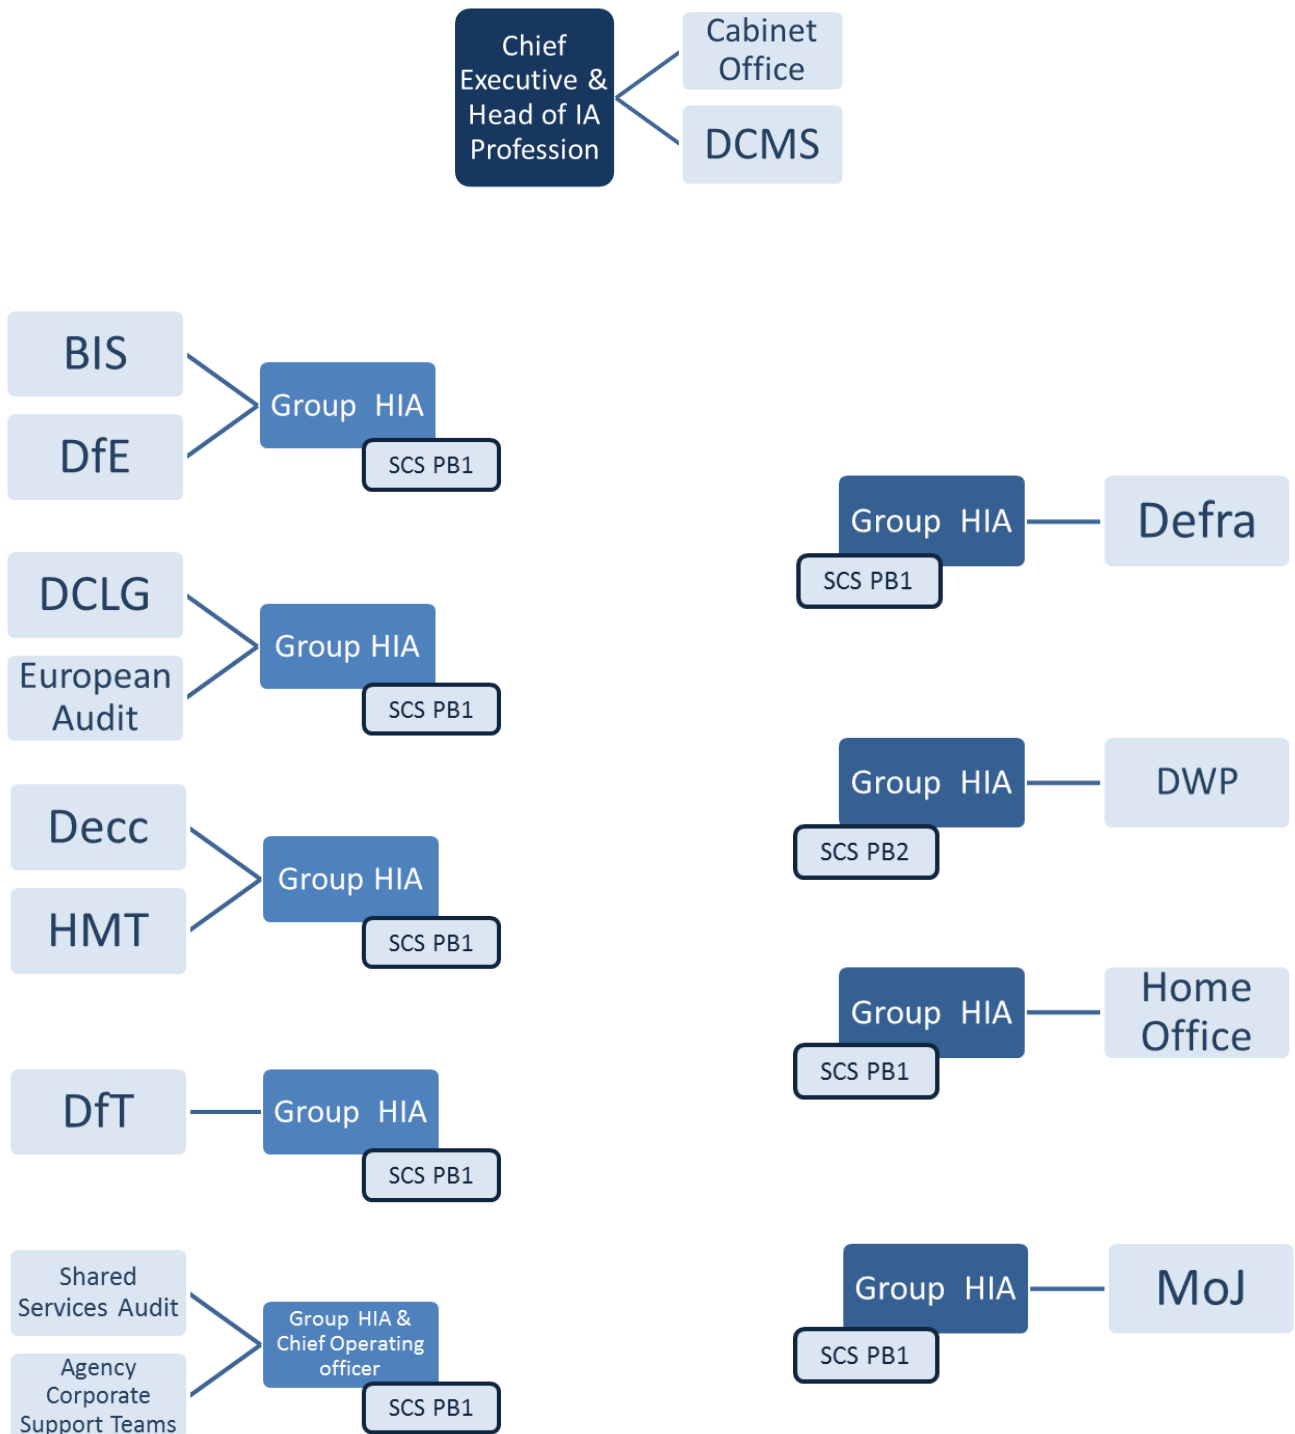 Chief
Executive &
Head of IA
Profession
Cabinet
Office
DCMS
BIS
DfE
Group HIA
SCS PB1
DCLG
European
Audit
Group HIA
SCS PB1
Decc
HMT
Group HIA
SCS PB1
DfT
Group HIA
SCS PB1
Shared
Services Audit
Agency
Corporate
Support Teams
Group HIA &
Chief Operating
officer
SCS PB1
Group HIA
SCS PB1
Defra
Group HIA
SCS PB2
DWP
Group HIA
SCS PB1
Home
Office
Group HIA
SCS PB1
MoJ